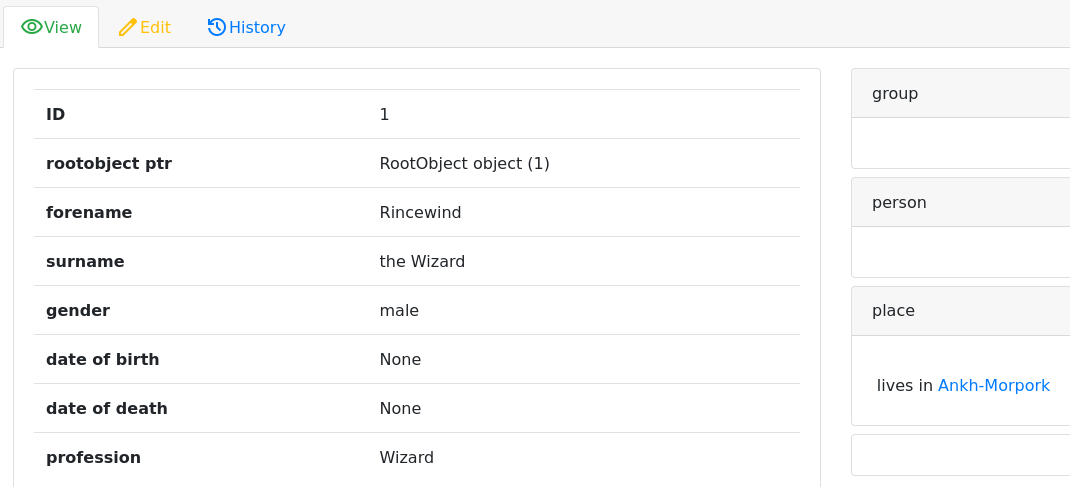 View Edit History
ID 1
rootobject ptr RootObject object (1)
forename Rincewind
surname the Wizard
gender male
date of birth None
date of death None
profession Wizard
group
person
place
lives in Ankh-Morpork